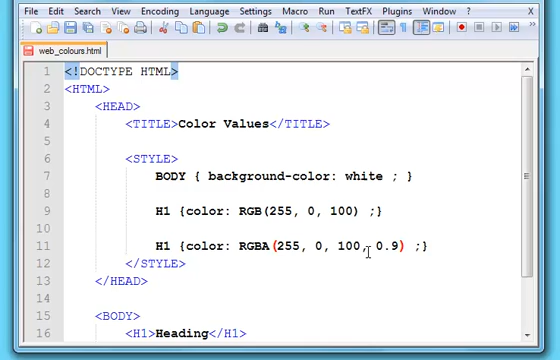 File Edit Search View Encoding Language Settings Macro Run TextFX Plugins Window ? X
web_colours.html
1 <!DOCTYPE HTML>
2 <HTML>
3 <HEAD>
4 <TITLE>Color Values</TITLE>
5
6 <STYLE>
7 BODY { background-color: white ; }
8
9 H1 {color: RGB(255, 0, 100) ;}
10
11 H1 {color: RGBA(255, 0, 100, 0.9) ;}
12 </STYLE>
13 </HEAD>
14
15 <BODY>
16 <H1>Heading</H1>